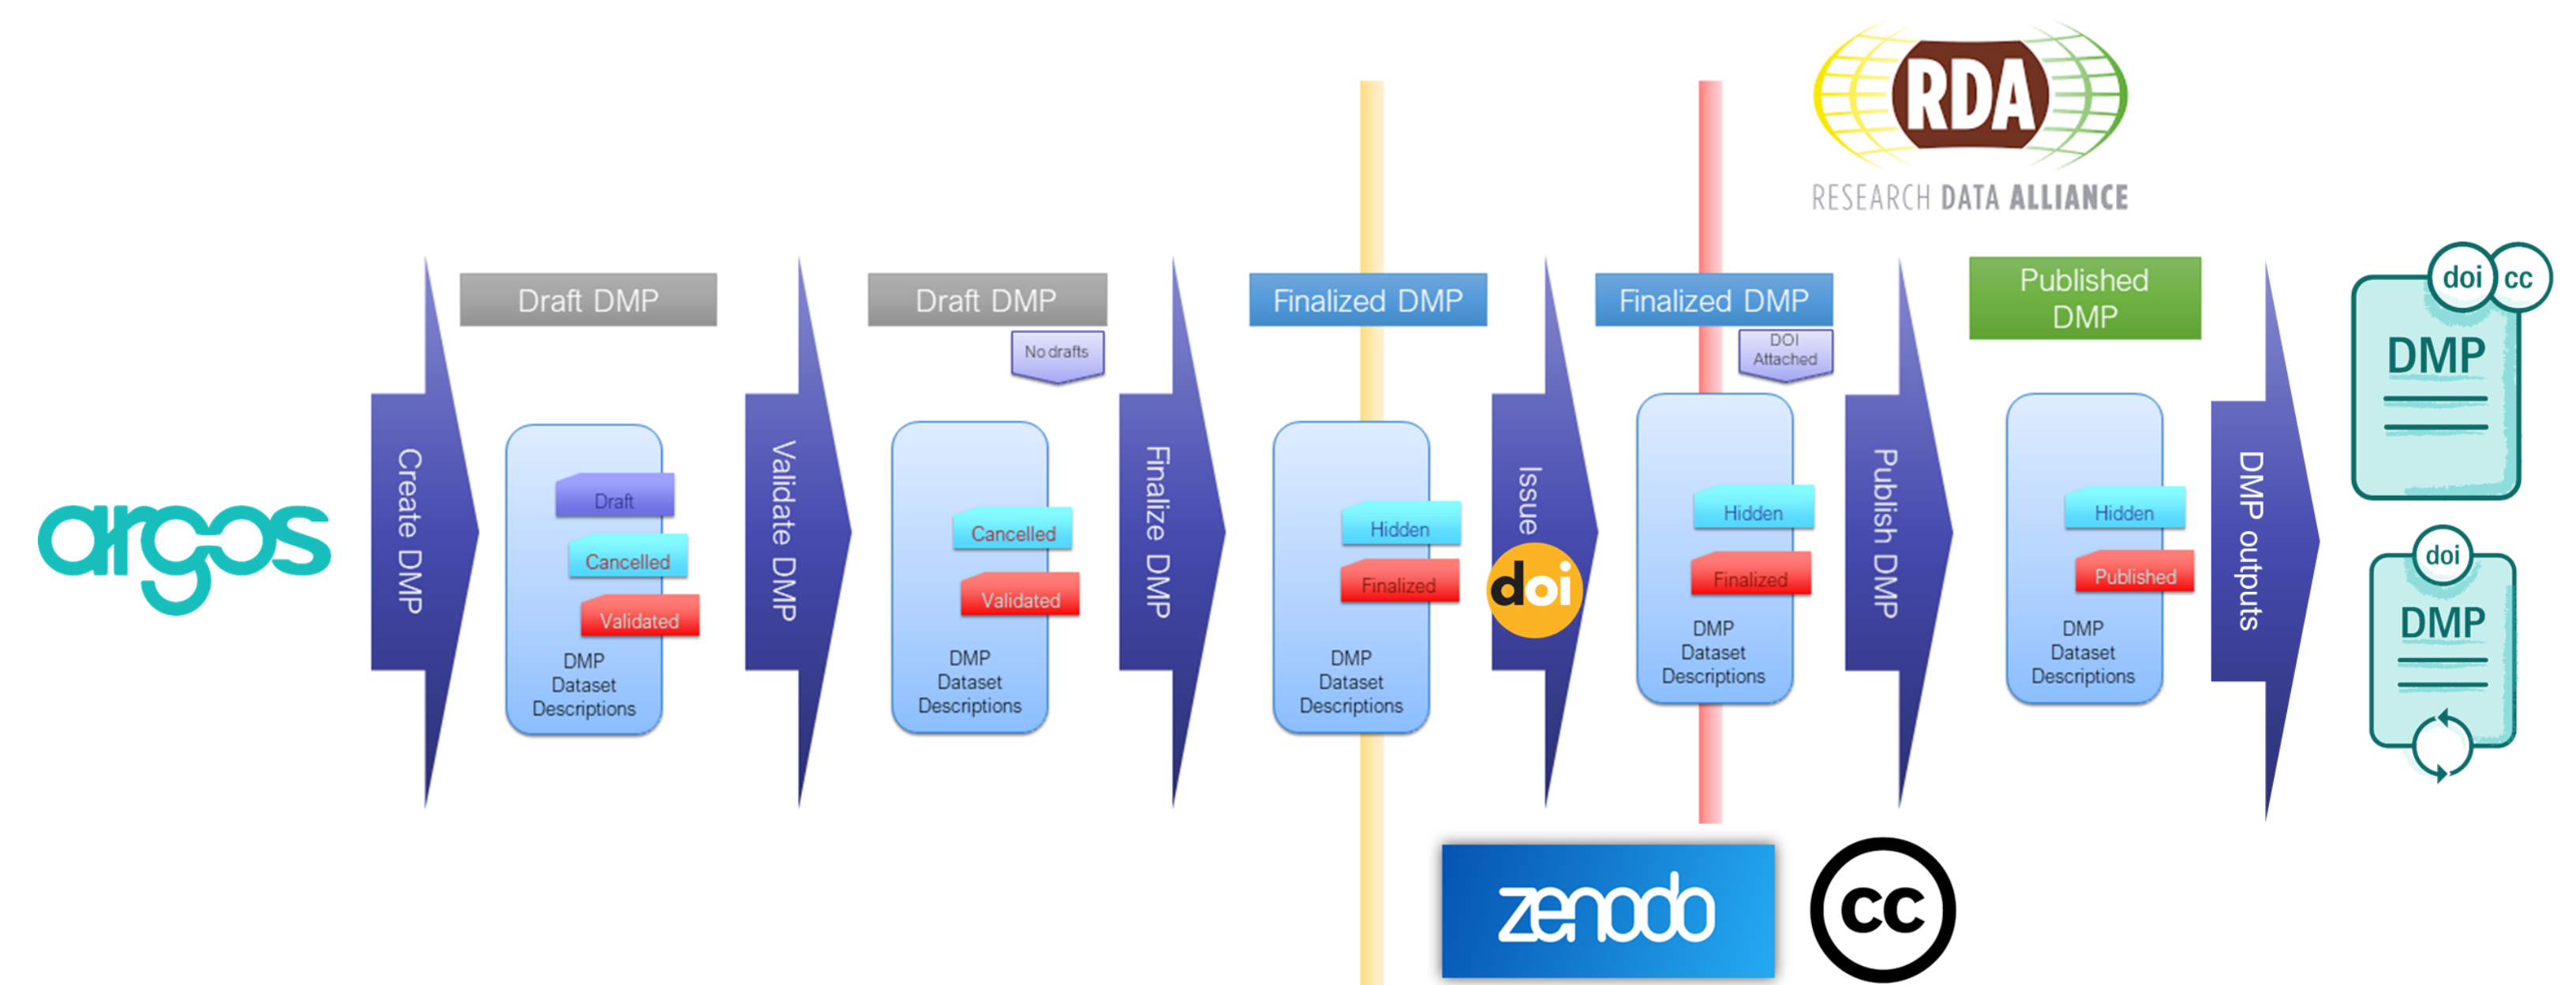 RDA
RESEARCH DATA ALLIANCE
argos
Create DMP
Draft DMP
Draft
Cancelled
Validated
DMP
Dataset
Descriptions
Validate DMP
Draft DMP
No drafts
Cancelled
Validated
DMP
Dataset
Descriptions
Finalize DMP
Finalized DMP
Hidden
Finalized
DMP
Dataset
Descriptions
Issue
doi
Finalized DMP
DOI
Attached
Hidden
Finalized
DMP
Dataset
Descriptions
Publish DMP
Published
DMP
Hidden
Published
DMP
Dataset
Descriptions
DMP outputs
doi cc
DMP
doi
DMP
zenodo
cc